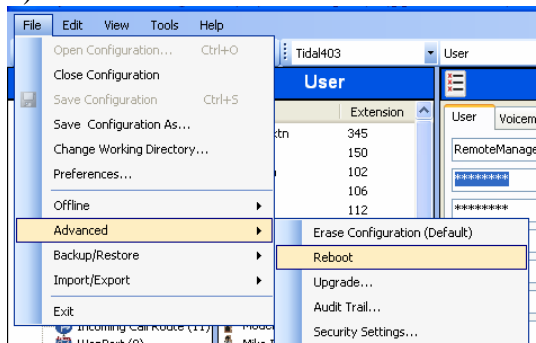 File Edit View Tools Help
Open Configuration... Ctrl+O
Tidal403
User
Close Configuration
User
Save Configuration Ctrl+S
Extension
User
Save Configuration As...
345
Change Working Directory...
150
Preferences...
102
106
********
Offline
112
********
Advanced
Erase Configuration (Default)
Backup/Restore
Reboot
Import/Export
Upgrade...
Audit Trail...
Exit
Security Settings...
Incoming Call Route (11)